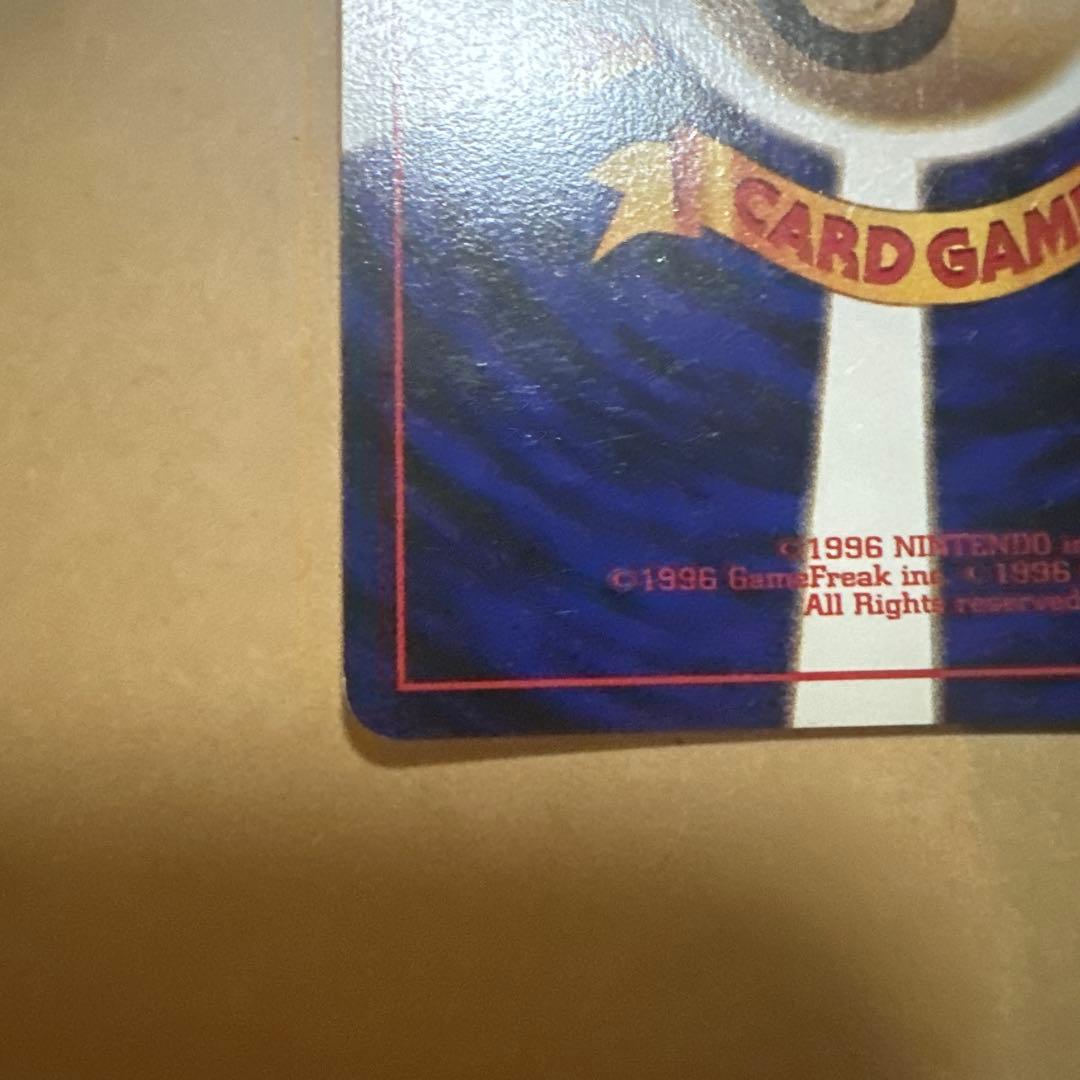 CARD GAM
©1996 NINTENDO
©1996 GameFreak inc. © 1996
All Rights reserved